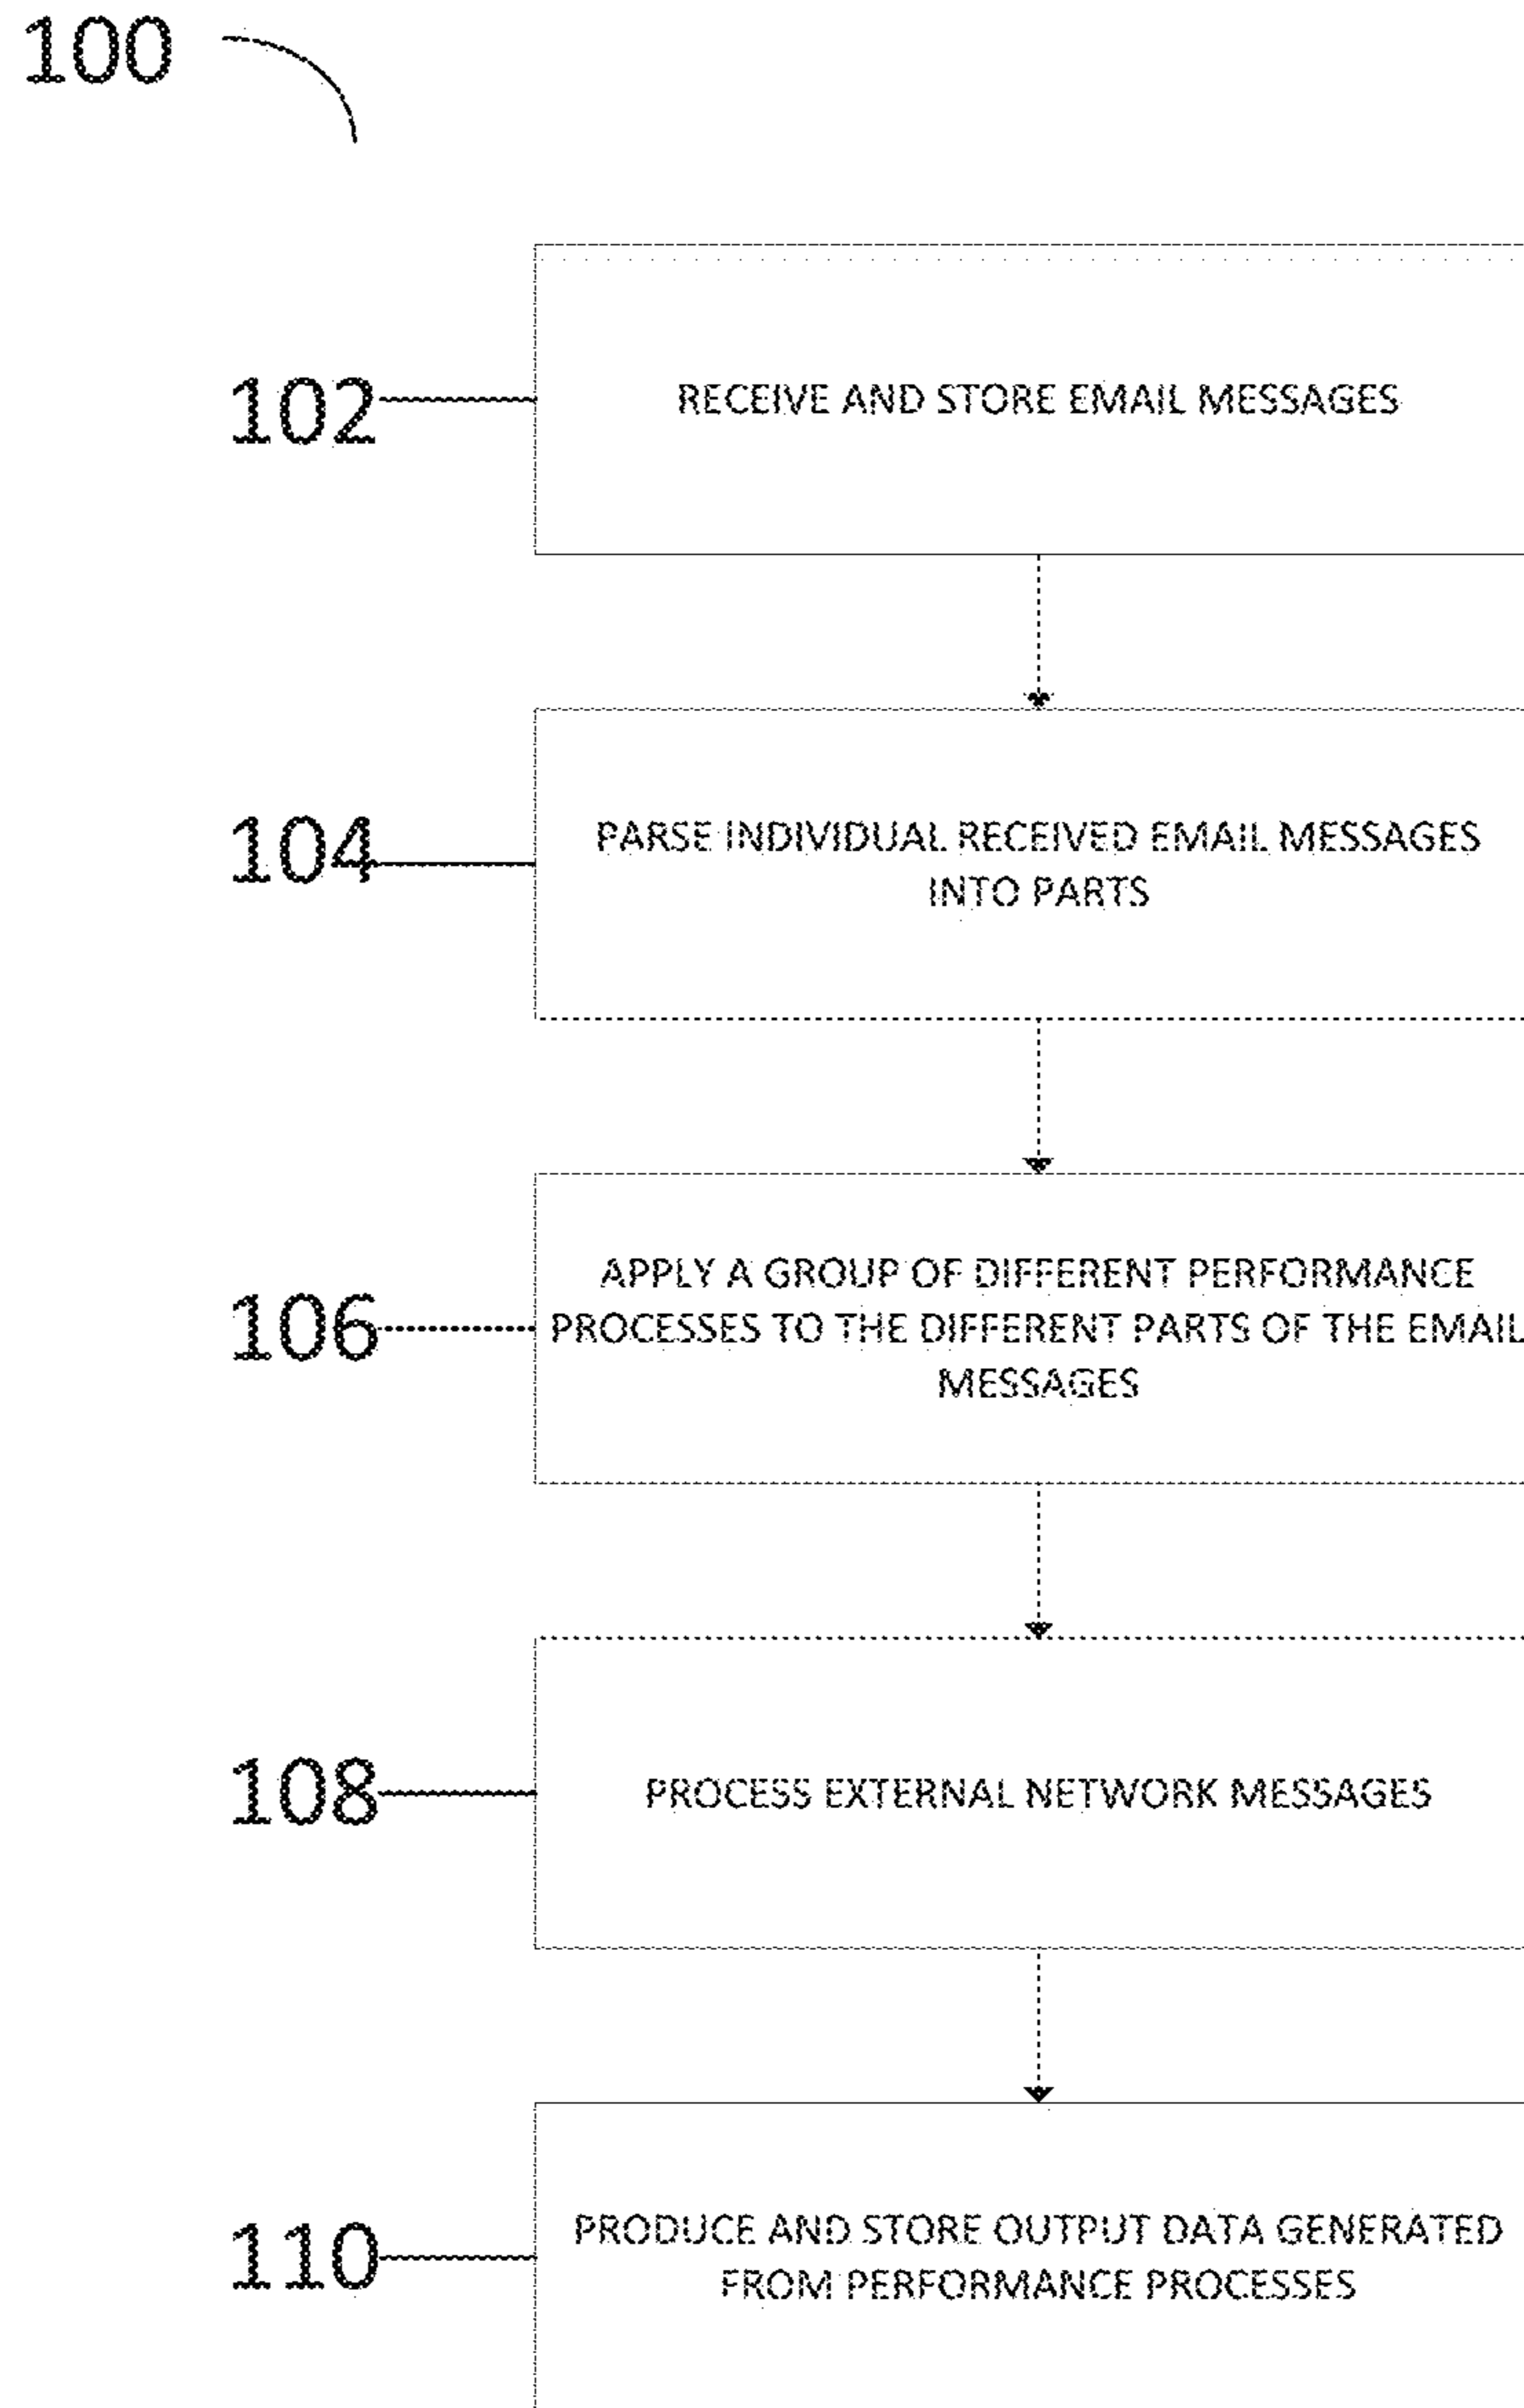 100
102
RECEIVE AND STORE EMAIL MESSAGES
104
PARSE INDIVIDUAL RECEIVED EMAIL MESSAGES
INTO PARTS
106
APPLY A GROUP OF DIFFERENT PERFORMANCE
PROCESSES TO THE DIFFERENT PARTS OF THE EMAIL
MESSAGES
108
PROCESS EXTERNAL NETWORK MESSAGES
110
PRODUCE AND STORE OUTPUT DATA GENERATED
FROM PERFORMANCE PROCESSES